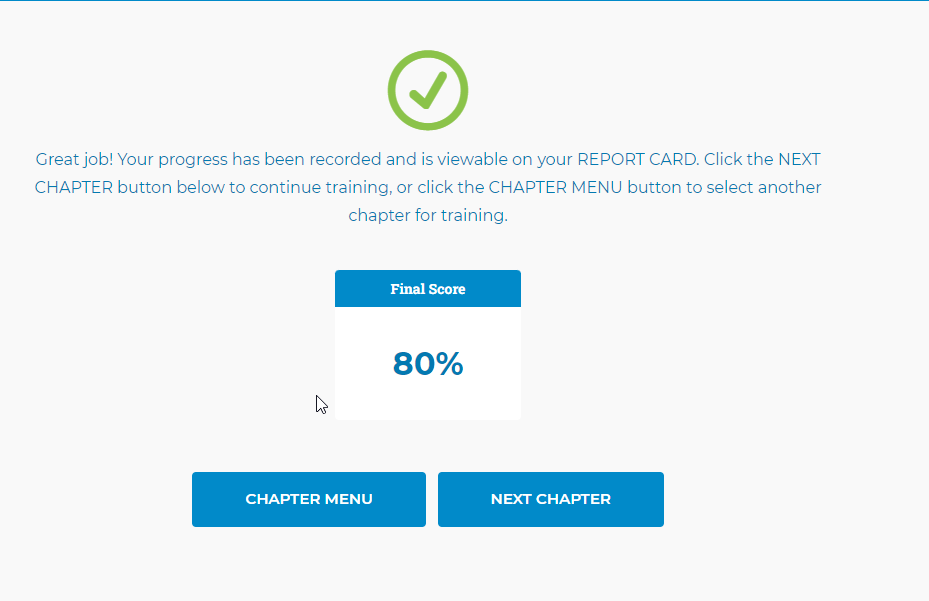 Great job! Your progress has been recorded and is viewable on your REPORT CARD. Click the NEXT
CHAPTER button below to continue training, or click the CHAPTER MENU button to select another
chapter for training.
Final Score
80%
CHAPTER MENU
NEXT CHAPTER